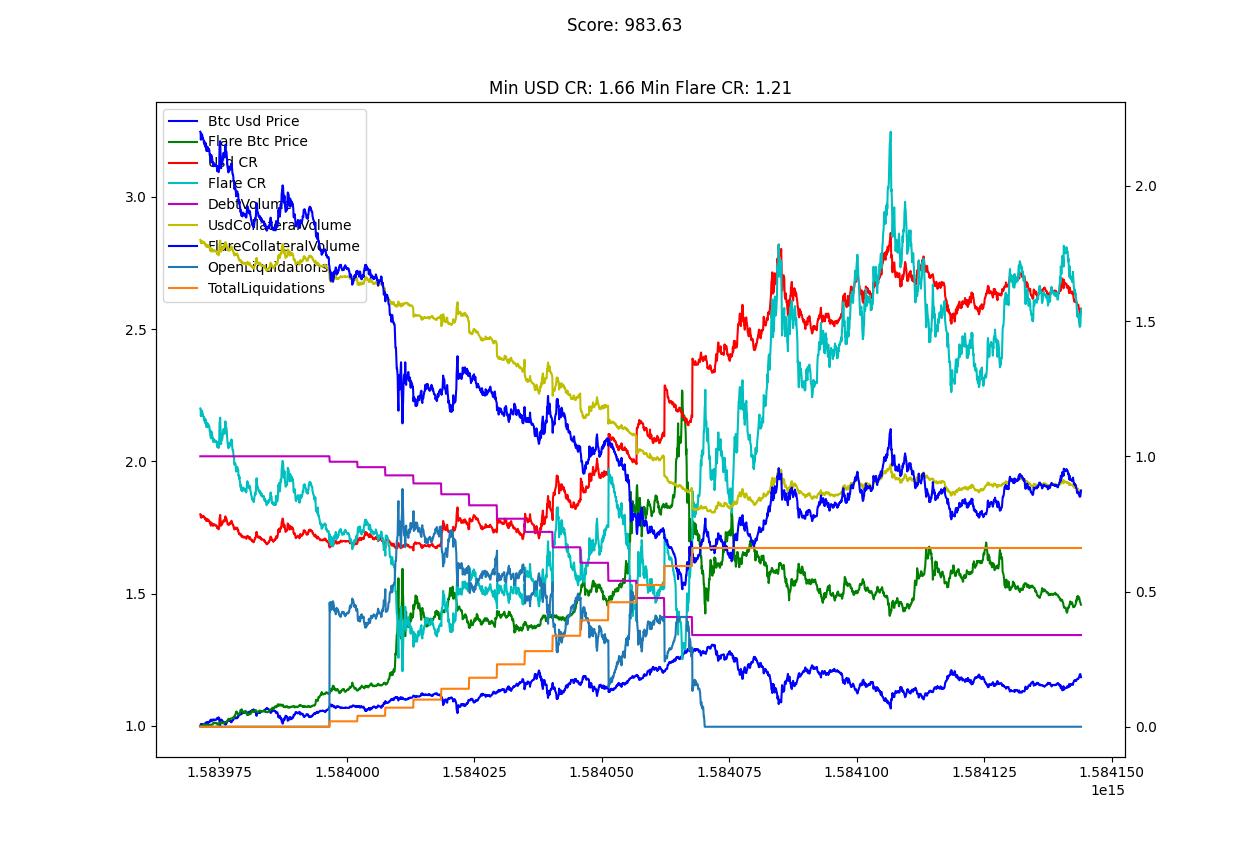 Score: 983.63
Min USD CR: 1.66 Min Flare CR: 1.21
Btc Usd Price
Flare Btc Price
Usd CR
Flare CR
DebtVolume
UsdCollateralVolume
FlareCollateralVolume
OpenLiquidations
TotalLiquidations
3.0
2.5
2.0
1.5
1.0
2.0
1.5
1.0
0.5
0.0
1.583975 1.584000 1.584025 1.584050 1.584075 1.584100 1.584125 1.584150
1e15